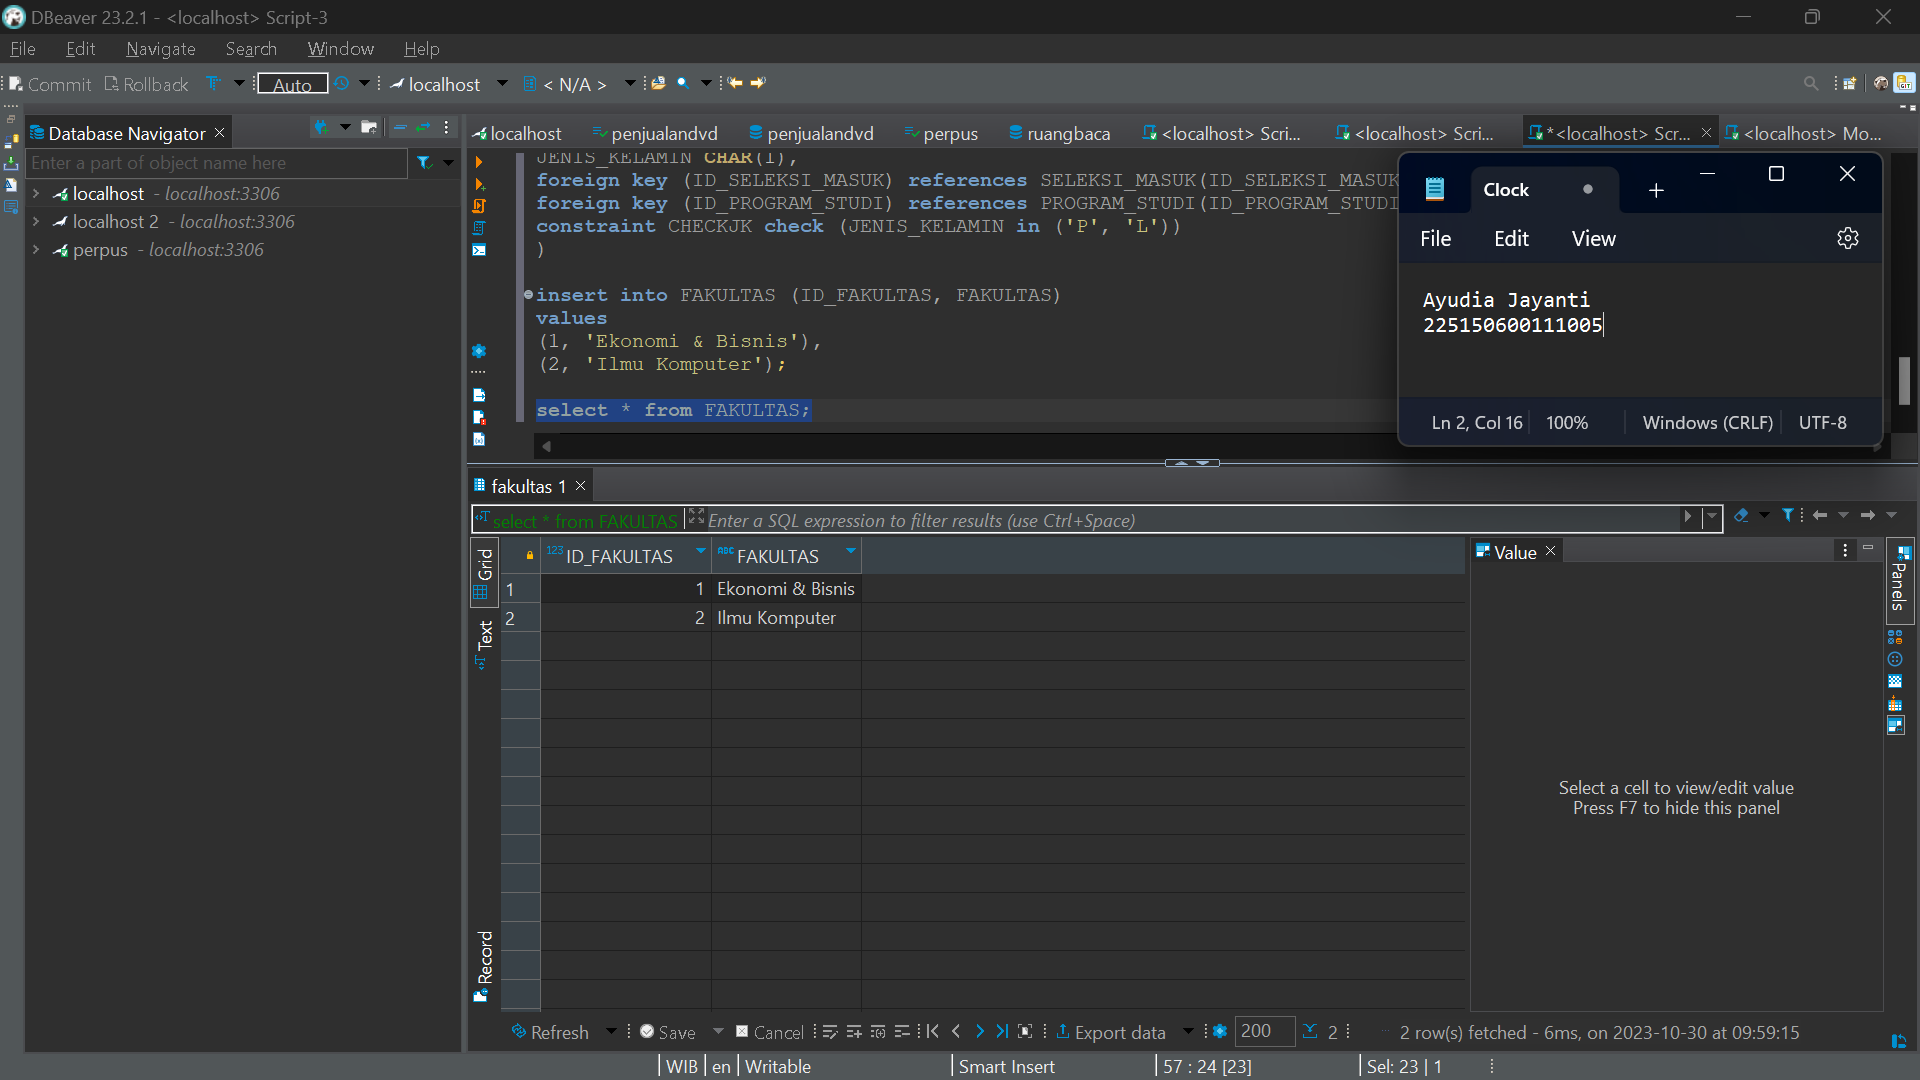 DBeaver 23.2.1 - <localhost> Script-3
File Edit Navigate Search Window Help
Commit Rollback Auto localhost < N/A >
Database Navigator
Enter a part of object name here
localhost - localhost:3306
localhost 2 - localhost:3306
perpus - localhost:3306
localhost penjualandvd penjualandvd perpus ruangbaca <localhost> Scri... <localhost> Scri... *<localhost> Scr... <localhost> Mo...
JENIS_KELAMIN CHAR(1),
foreign key (ID_SELEKSI_MASUK) references SELEKSI_MASUK(ID_SELEKSI_MASUK
foreign key (ID_PROGRAM_STUDI) references PROGRAM_STUDI(ID_PROGRAM_STUDI
constraint CHECKJK check (JENIS_KELAMIN in ('P', 'L'))
)
insert into FAKULTAS (ID_FAKULTAS, FAKULTAS)
values
(1, 'Ekonomi & Bisnis'),
(2, 'Ilmu Komputer');
select * from FAKULTAS;
Clock
File Edit View
Ayudia Jayanti
225150600111005
Ln 2, Col 16 100% Windows (CRLF) UTF-8
fakultas 1
select * from FAKULTAS Enter a SQL expression to filter results (use Ctrl+Space)
Grid
Text
Record
123 ID_FAKULTAS ABC FAKULTAS
1 1 Ekonomi & Bisnis
2 2 Ilmu Komputer
Value
Select a cell to view/edit value
Press F7 to hide this panel
Panels
Refresh Save Cancel Export data 200 2 2 row(s) fetched - 6ms, on 2023-10-30 at 09:59:15
WIB en Writable Smart Insert 57 : 24 [23] Sel: 23 | 1